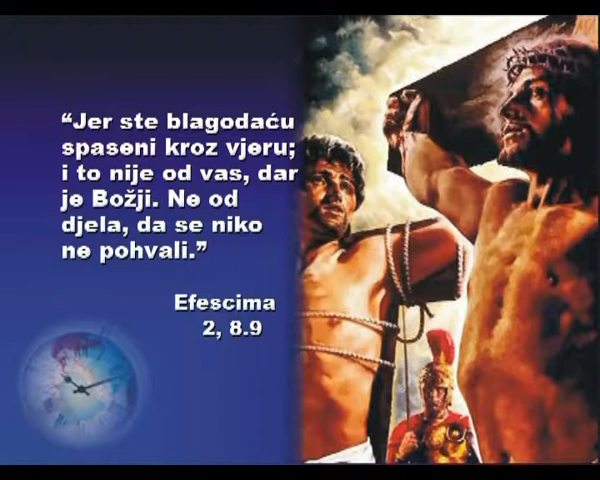 “Jer ste blagodaću
spaseni kroz vjeru;
i to nije od vas, dar
je Božji. Ne od
djela, da se niko
ne pohvali.”
Efescima
2, 8.9